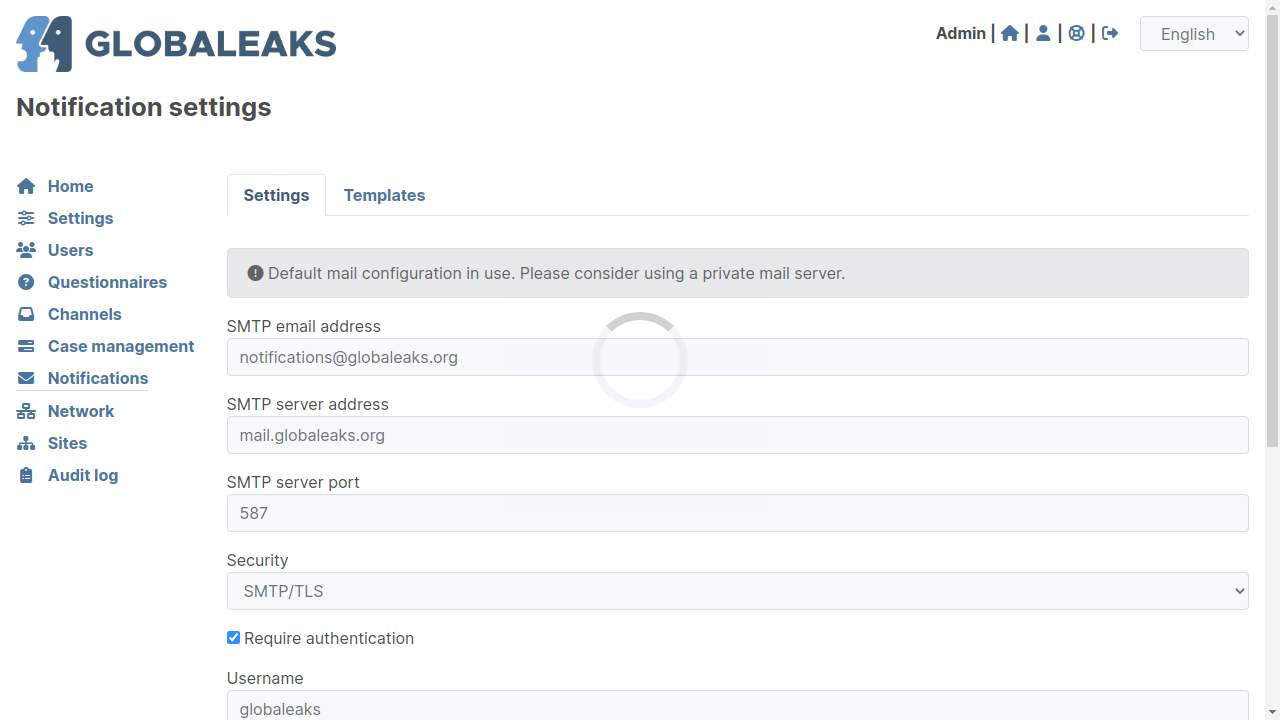 GLOBALEAKS
Admin | | | |
English
Notification settings
Home
Settings
Users
Questionnaires
Channels
Case management
Notifications
Network
Sites
Audit log
Settings
Templates
Default mail configuration in use. Please consider using a private mail server.
SMTP email address
notifications@globaleaks.org
SMTP server address
mail.globaleaks.org
SMTP server port
587
Security
SMTP/TLS
Require authentication
Username
globaleaks